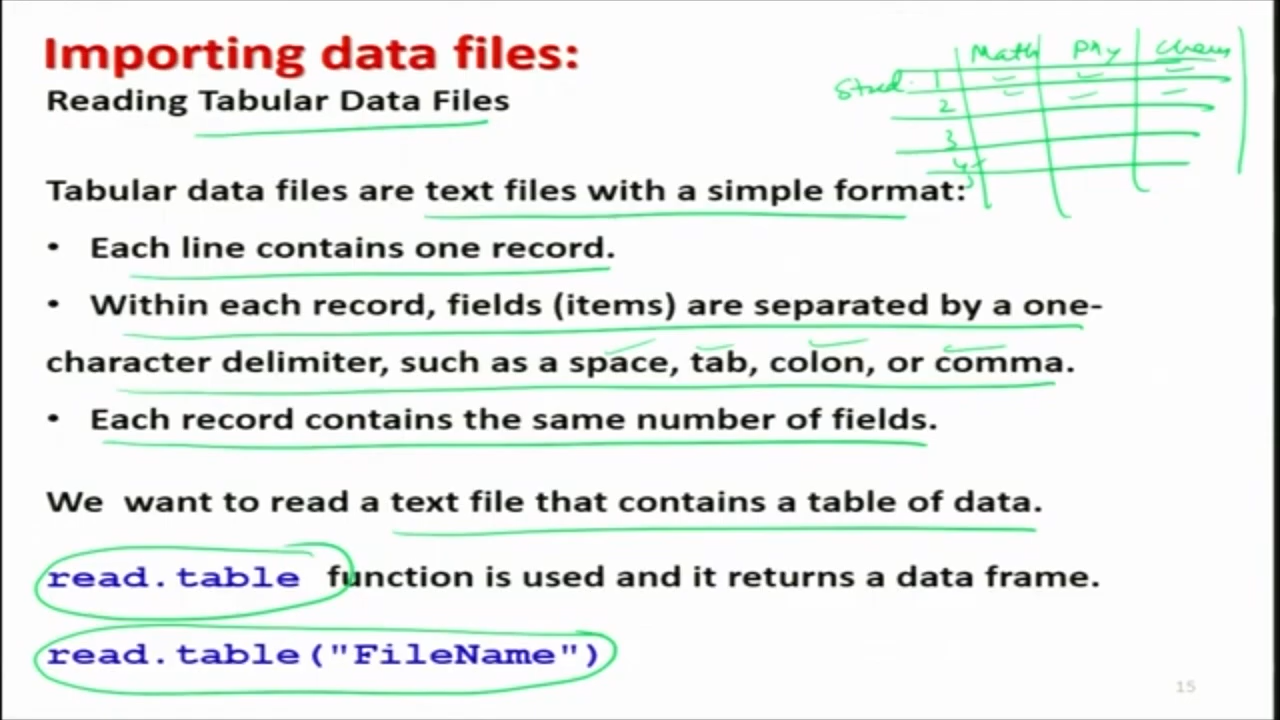 Importing data files:
Reading Tabular Data Files
Math Phy Chem
Stud. 1
2
3
4
Tabular data files are text files with a simple format:
• Each line contains one record.
• Within each record, fields (items) are separated by a one-
character delimiter, such as a space, tab, colon, or comma.
• Each record contains the same number of fields.
We want to read a text file that contains a table of data.
read.table function is used and it returns a data frame.
read.table("FileName")
15